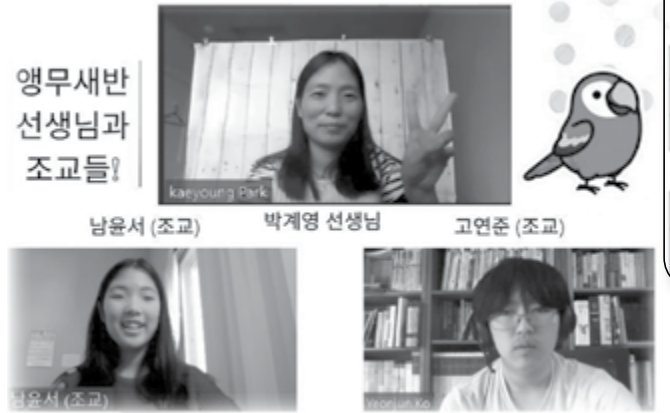 앵무새반
선생님과
조교들!
kaeyoung Park
남윤서 (조교)
박계영 선생님
고연준 (조교)
남윤서 (조교)
Yeonjun Ko